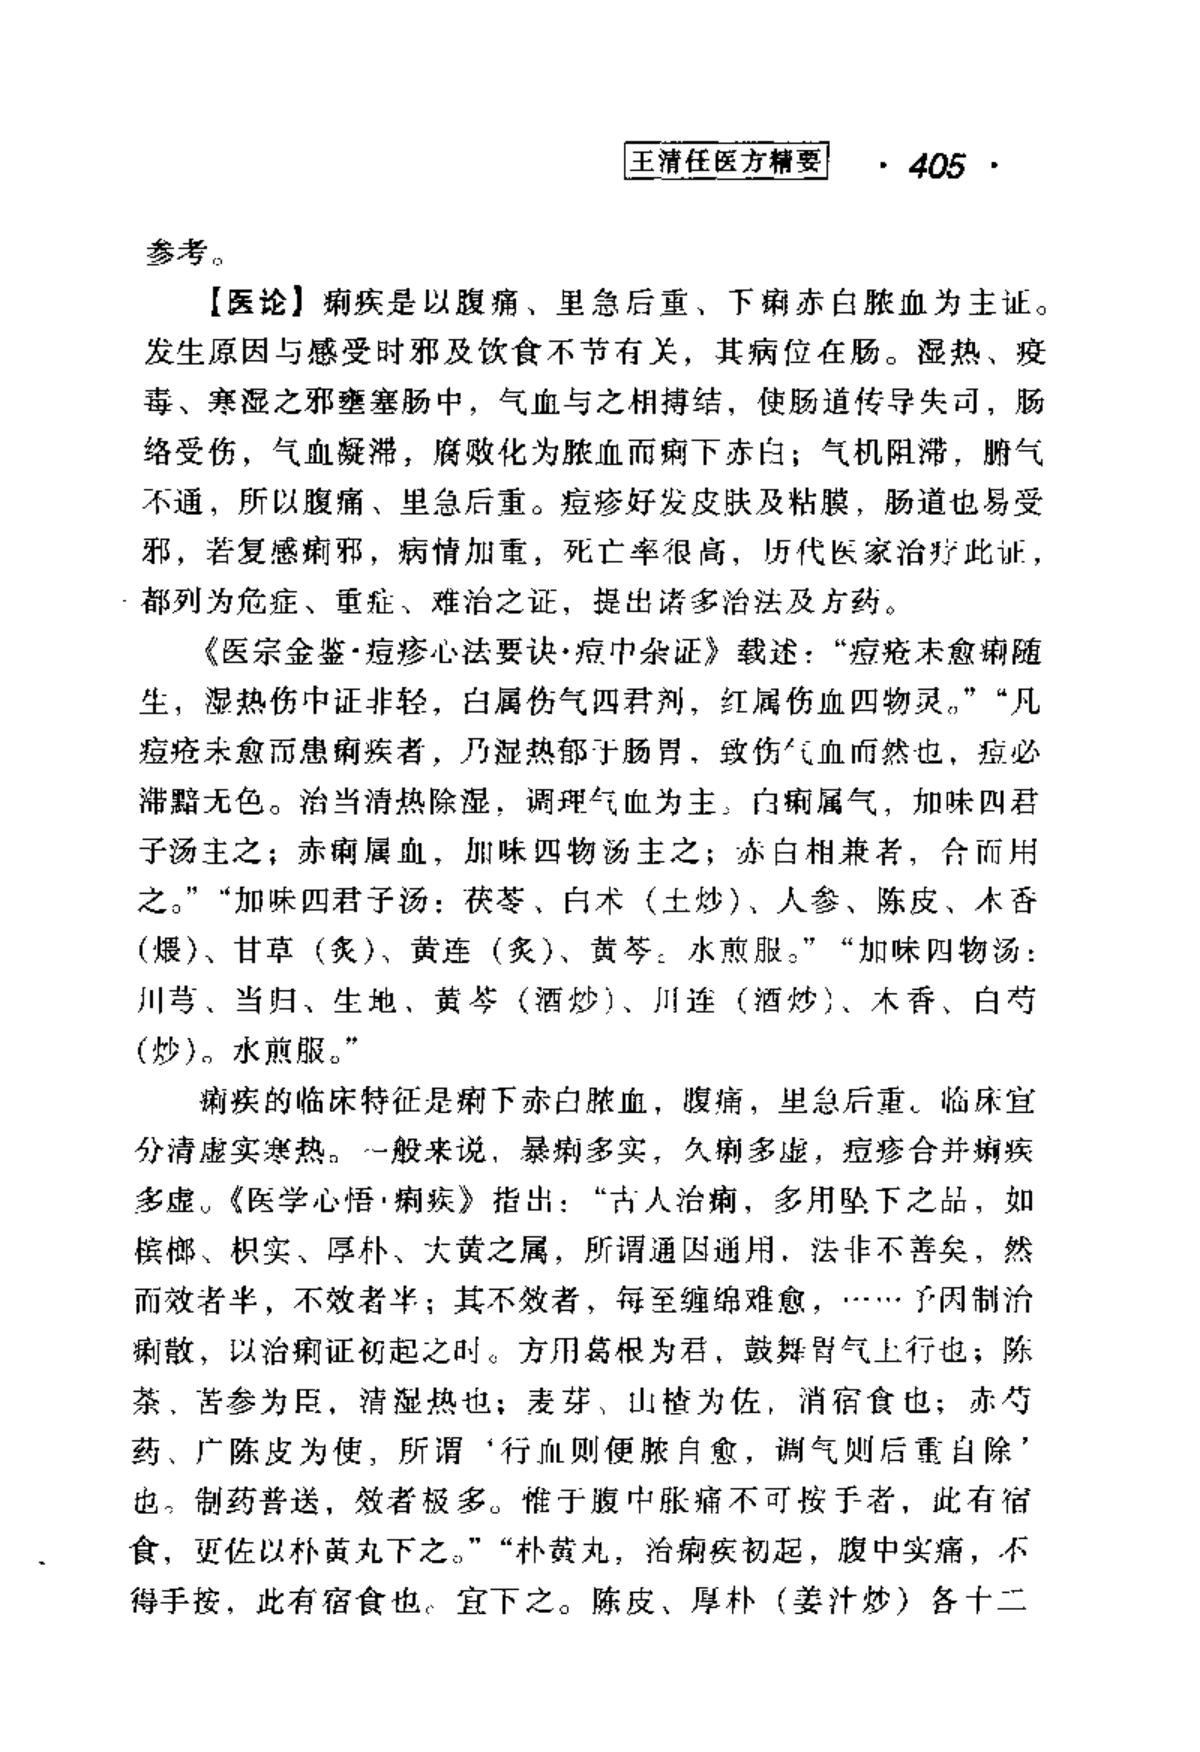 王清任医方精要 · 405 ·
参考。
【医论】痢疾是以腹痛、里急后重、下痢赤白脓血为主证。
发生原因与感受时邪及饮食不节有关，其病位在肠。湿热、疫
毒、寒湿之邪壅塞肠中，气血与之相搏结，使肠道传导失司，肠
络受伤，气血凝滞，腐败化为脓血而痢下赤白；气机阻滞，腑气
不通，所以腹痛、里急后重。痘疹好发皮肤及粘膜，肠道也易受
邪，若复感痢邪，病情加重，死亡率很高，历代医家治疗此证，
都列为危症、重症、难治之证，提出诸多治法及方药。
《医宗金鉴·痘疹心法要诀·痘中杂证》载述：“痘疮未愈痢随
生，湿热伤中证非轻，白属伤气四君剂，红属伤血四物灵。”“凡
痘疮未愈而患痢疾者，乃湿热郁于肠胃，致伤气血而然也，痘必
滞黯无色。治当清热除湿，调理气血为主。白痢属气，加味四君
子汤主之；赤痢属血，加味四物汤主之；赤白相兼者，合而用
之。”“加味四君子汤：茯苓、白术（土炒）、人参、陈皮、木香
（煨）、甘草（炙）、黄连（炙）、黄芩。水煎服。”“加味四物汤：
川芎、当归、生地、黄芩（酒炒）、川连（酒炒）、木香、白芍
（炒）。水煎服。”
痢疾的临床特征是痢下赤白脓血，腹痛，里急后重。临床宜
分清虚实寒热。一般来说，暴痢多实，久痢多虚，痘疹合并痢疾
多虚。《医学心悟·痢疾》指出：“古人治痢，多用坠下之品，如
槟榔、枳实、厚朴、大黄之属，所谓通因通用，法非不善矣，然
而效者半，不效者半；其不效者，每至缠绵难愈，……予因制治
痢散，以治痢证初起之时。方用葛根为君，鼓舞胃气上行也；陈
茶、苦参为臣，清湿热也；麦芽、山楂为佐，消宿食也；赤芍
药、广陈皮为使，所谓‘行血则便脓自愈，调气则后重自除’
也。制药普送，效者极多。惟于腹中胀痛不可按手者，此有宿
食，更佐以朴黄丸下之。”“朴黄丸，治痢疾初起，腹中实痛，不
得手按，此有宿食也。宜下之。陈皮、厚朴（姜汁炒）各十二